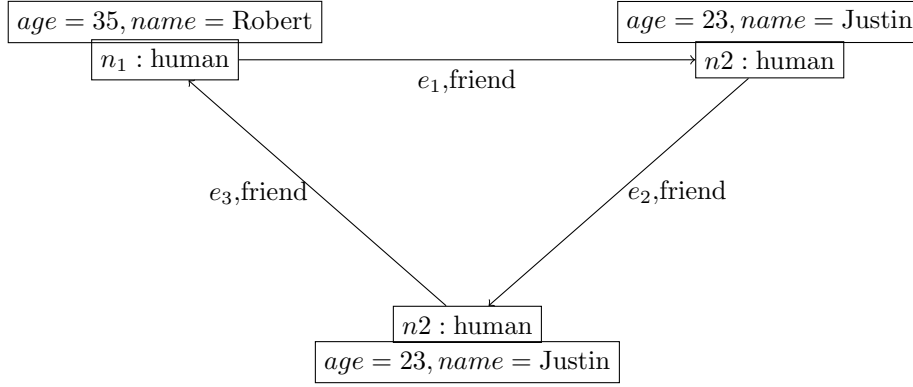 age = 35, name = Robert
n₁ : human
age = 23, name = Justin
n2 : human
e₁,friend
e₃,friend
e₂,friend
n2 : human
age = 23, name = Justin